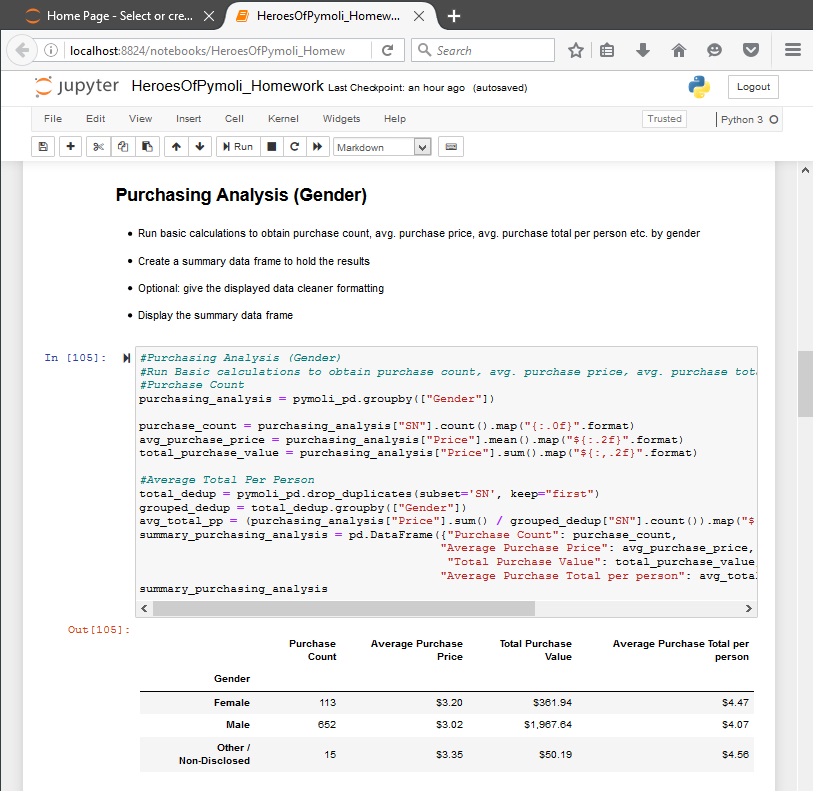 Home Page - Select or cre...
HeroesOfPymoli_Homew...
localhost:8824/notebooks/HeroesOfPymoli_Homew
Search
jupyter HeroesOfPymoli_Homework Last Checkpoint: an hour ago (autosaved)
Logout
File Edit View Insert Cell Kernel Widgets Help Trusted Python 3
Run Markdown
Purchasing Analysis (Gender)
• Run basic calculations to obtain purchase count, avg. purchase price, avg. purchase total per person etc. by gender
• Create a summary data frame to hold the results
• Optional: give the displayed data cleaner formatting
• Display the summary data frame
In [105]:
#Purchasing Analysis (Gender)
#Run Basic calculations to obtain purchase count, avg. purchase price, avg. purchase tot
#Purchase Count
purchasing_analysis = pymoli_pd.groupby(["Gender"])
purchase_count = purchasing_analysis["SN"].count().map("{:.0f}".format)
avg_purchase_price = purchasing_analysis["Price"].mean().map("${:.2f}".format)
total_purchase_value = purchasing_analysis["Price"].sum().map("${:,.2f}".format)
#Average Total Per Person
total_dedup = pymoli_pd.drop_duplicates(subset='SN', keep="first")
grouped_dedup = total_dedup.groupby(["Gender"])
avg_total_pp = (purchasing_analysis["Price"].sum() / grouped_dedup["SN"].count()).map("$
summary_purchasing_analysis = pd.DataFrame({"Purchase Count": purchase_count,
"Average Purchase Price": avg_purchase_price,
"Total Purchase Value": total_purchase_value
"Average Purchase Total per person": avg_total
summary_purchasing_analysis
Out[105]:
Purchase Average Purchase Total Purchase Average Purchase Total per
Count Price Value person
Gender
Female 113 $3.20 $361.94 $4.47
Male 652 $3.02 $1,967.64 $4.07
Other /
Non-Disclosed 15 $3.35 $50.19 $4.56